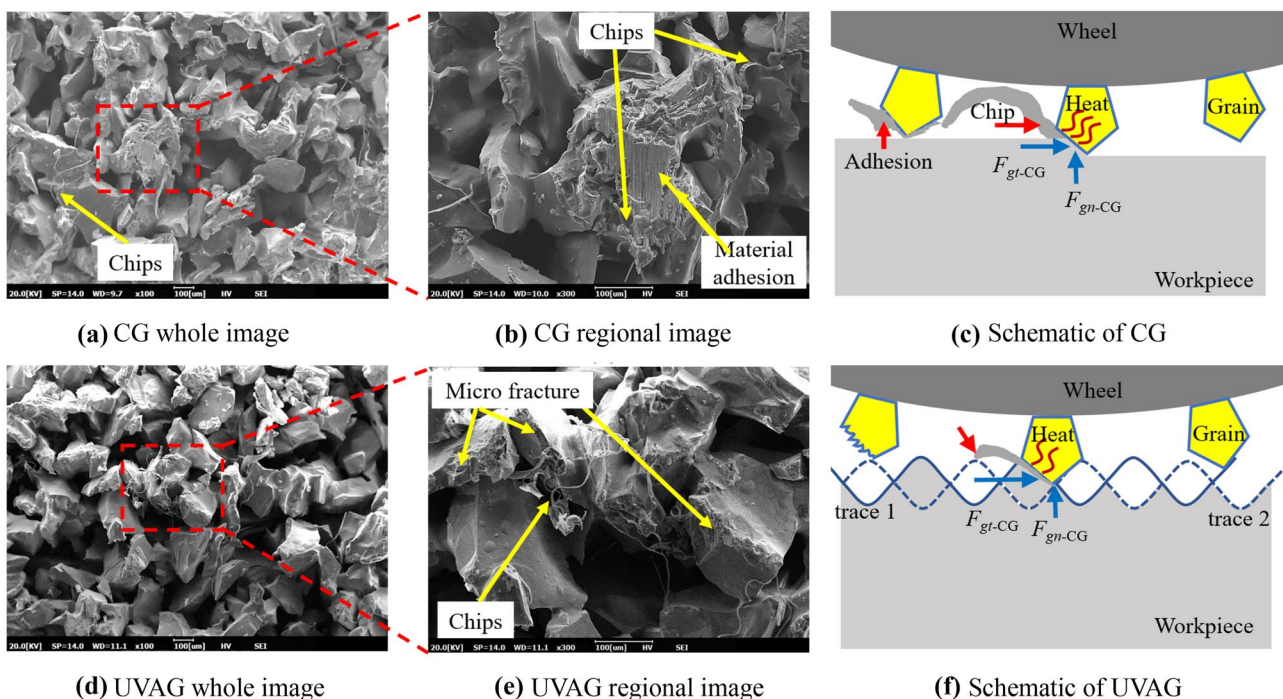 Chips
20.0[KV] SP=14.0 WD=9.7 x100 100[um] HV SEI
(a) CG whole image
Chips
Material
adhesion
20.0[KV] SP=14.0 WD=10.0 x300 100[um] HV SEI
(b) CG regional image
Wheel
Heat
Grain
Chip
Adhesion
F gt-CG
F gn-CG
Workpiece
(c) Schematic of CG
20.0[KV] SP=14.0 WD=11.1 x100 100[um] HV SEI
(d) UVAG whole image
Micro fracture
Chips
20.0[KV] SP=14.0 WD=11.1 x300 100[um] HV SEI
(e) UVAG regional image
Wheel
Heat
Grain
trace 1
F gt-CG
F gn-CG
trace 2
Workpiece
(f) Schematic of UVAG